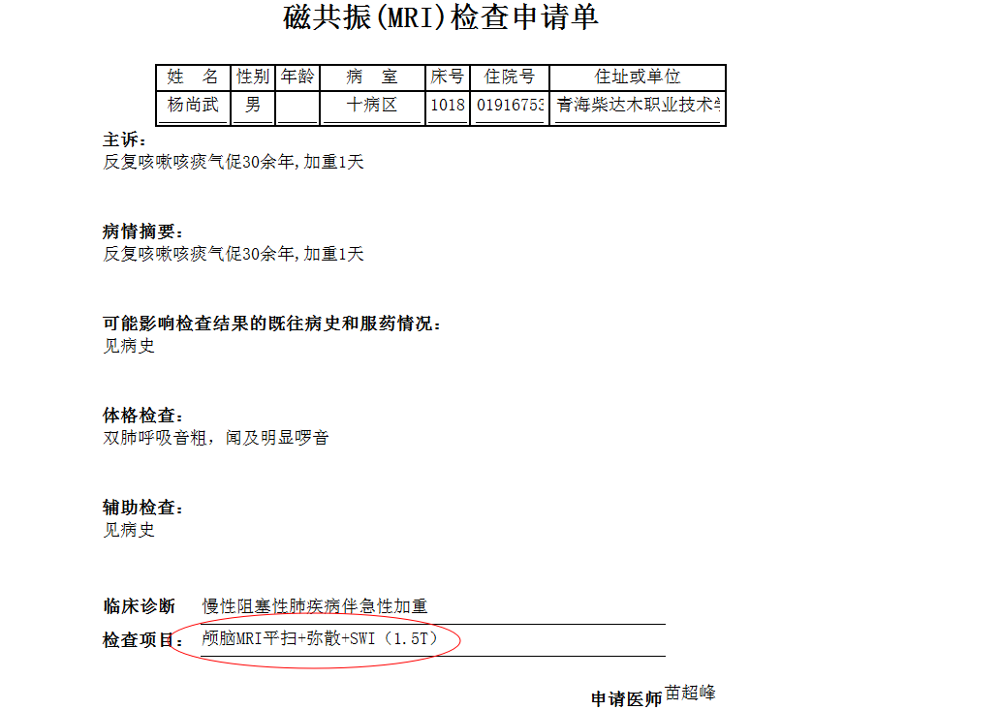 磁共振(MRI)检查申请单
姓 名 性别 年龄 病 室 床号 住院号 住址或单位
杨尚武 男 十病区 1018 01916753 青海柴达木职业技术学
主诉:
反复咳嗽咳痰气促30余年,加重1天
病情摘要:
反复咳嗽咳痰气促30余年,加重1天
可能影响检查结果的既往病史和服药情况:
见病史
体格检查:
双肺呼吸音粗，闻及明显啰音
辅助检查:
见病史
临床诊断 慢性阻塞性肺疾病伴急性加重
检查项目: 颅脑MRI平扫+弥散+SWI（1.5T）
申请医师 苗超峰